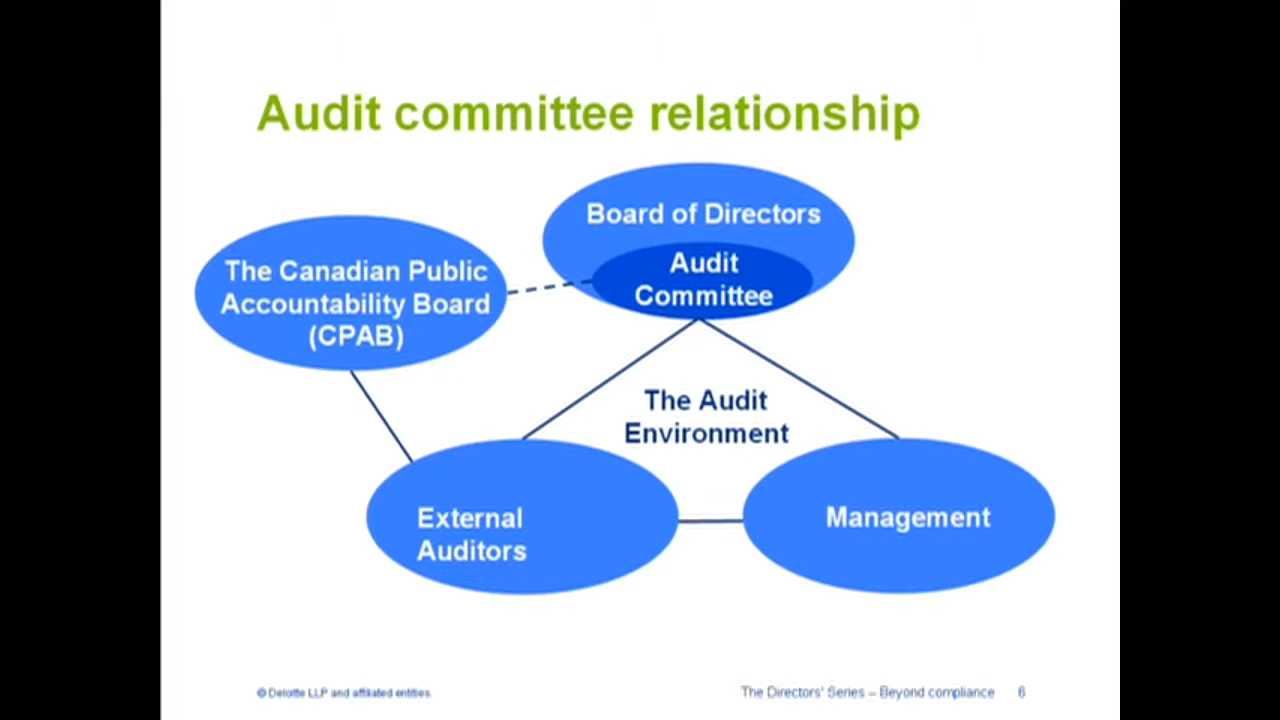 Audit committee relationship
Board of Directors
Audit
Committee
The Canadian Public
Accountability Board
(CPAB)
The Audit
Environment
External
Auditors
Management
© Deloitte LLP and affiliated entities
The Directors' Series – Beyond compliance 6